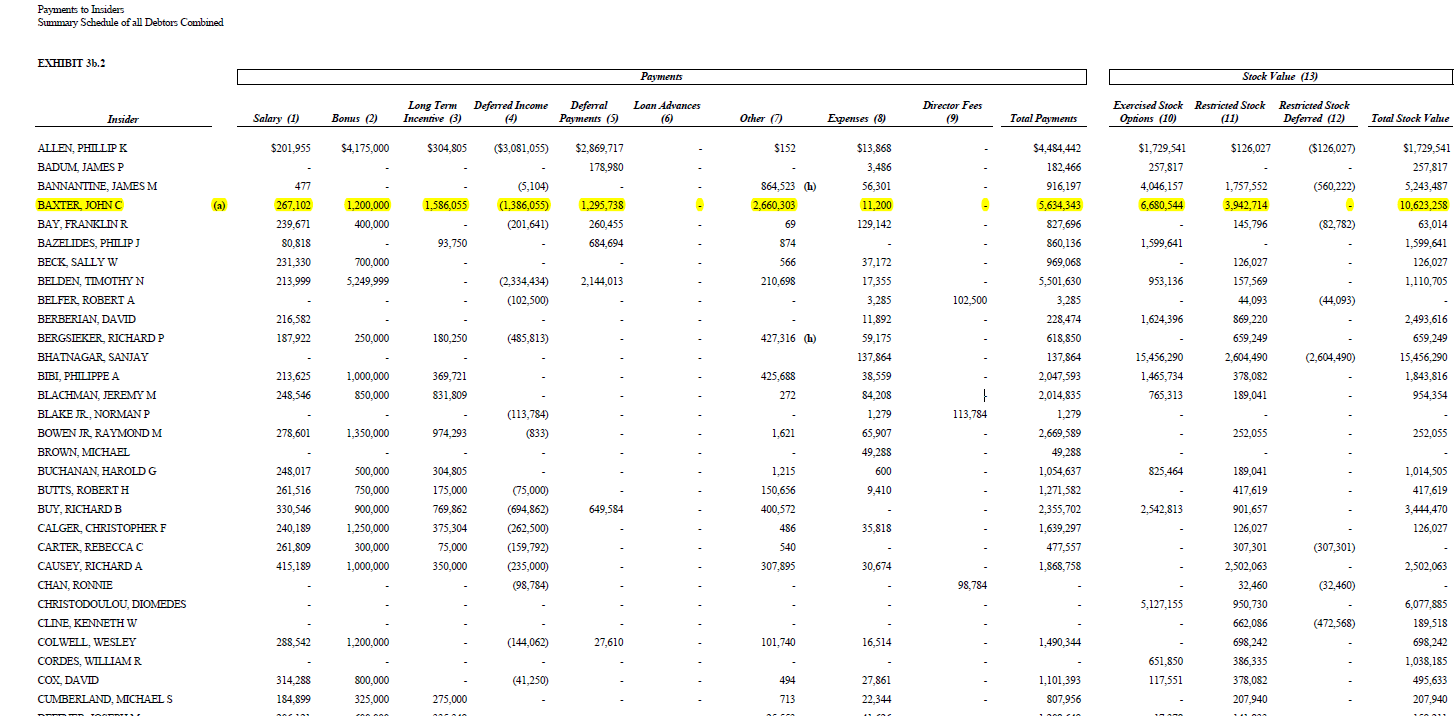 Payments to Insiders
Summary Schedule of all Debtors Combined
EXHIBIT 3b.2
Payments Stock Value (13)
Long Term Deferred Income Deferral Loan Advances Director Fees Exercised Stock Restricted Stock Restricted Stock
Insider Salary (1) Bonus (2) Incentive (3) (4) Payments (5) (6) Other (7) Expenses (8) (9) Total Payments Options (10) (11) Deferred (12) Total Stock Value
ALLEN, PHILLIP K $201,955 $4,175,000 $304,805 ($3,081,055) $2,869,717 - $152 $13,868 - $4,484,442 $1,729,541 $126,027 ($126,027) $1,729,541
BADUM, JAMES P - - - - 178,980 - - 3,486 - 182,466 257,817 - - 257,817
BANNANTINE, JAMES M 477 - - (5,104) - - 864,523 (h) 56,301 - 916,197 4,046,157 1,757,552 (560,222) 5,243,487
BAXTER, JOHN C (a) 267,102 1,200,000 1,586,055 (1,386,055) 1,295,738 - 2,660,303 11,200 - 5,634,343 6,680,544 3,942,714 - 10,623,258
BAY, FRANKLIN R 239,671 400,000 - (201,641) 260,455 - 69 129,142 - 827,696 - 145,796 (82,782) 63,014
BAZELIDES, PHILIP J 80,818 - 93,750 - 684,694 - 874 - - 860,136 1,599,641 - - 1,599,641
BECK, SALLY W 231,330 700,000 - - - - 566 37,172 - 969,068 - 126,027 - 126,027
BELDEN, TIMOTHY N 213,999 5,249,999 - (2,334,434) 2,144,013 - 210,698 17,355 - 5,501,630 953,136 157,569 - 1,110,705
BELFER, ROBERT A - - - (102,500) - - - 3,285 102,500 3,285 - 44,093 (44,093) -
BERBERIAN, DAVID 216,582 - - - - - - 11,892 - 228,474 1,624,396 869,220 - 2,493,616
BERGSIEKER, RICHARD P 187,922 250,000 180,250 (485,813) - - 427,316 (h) 59,175 - 618,850 - 659,249 - 659,249
BHATNAGAR, SANJAY - - - - - - - 137,864 - 137,864 15,456,290 2,604,490 (2,604,490) 15,456,290
BIBI, PHILIPPE A 213,625 1,000,000 369,721 - - - 425,688 38,559 - 2,047,593 1,465,734 378,082 - 1,843,816
BLACHMAN, JEREMY M 248,546 850,000 831,809 - - - 272 84,208 - 2,014,835 765,313 189,041 - 954,354
BLAKE JR., NORMAN P - - - (113,784) - - - 1,279 113,784 1,279 - - - -
BOWEN JR, RAYMOND M 278,601 1,350,000 974,293 (833) - - 1,621 65,907 - 2,669,589 - 252,055 - 252,055
BROWN, MICHAEL - - - - - - - 49,288 - 49,288 - - - -
BUCHANAN, HAROLD G 248,017 500,000 304,805 - - - 1,215 600 - 1,054,637 825,464 189,041 - 1,014,505
BUTTS, ROBERT H 261,516 750,000 175,000 (75,000) - - 150,656 9,410 - 1,271,582 - 417,619 - 417,619
BUY, RICHARD B 330,546 900,000 769,862 (694,862) 649,584 - 400,572 - - 2,355,702 2,542,813 901,657 - 3,444,470
CALGER, CHRISTOPHER F 240,189 1,250,000 375,304 (262,500) - - 486 35,818 - 1,639,297 - 126,027 - 126,027
CARTER, REBECCA C 261,809 300,000 75,000 (159,792) - - 540 - - 477,557 - 307,301 (307,301) -
CAUSEY, RICHARD A 415,189 1,000,000 350,000 (235,000) - - 307,895 30,674 - 1,868,758 - 2,502,063 - 2,502,063
CHAN, RONNIE - - - (98,784) - - - - 98,784 - - 32,460 (32,460) -
CHRISTODOULOU, DIOMEDES - - - - - - - - - - 5,127,155 950,730 - 6,077,885
CLINE, KENNETH W - - - - - - - - - - - 662,086 (472,568) 189,518
COLWELL, WESLEY 288,542 1,200,000 - (144,062) 27,610 - 101,740 16,514 - 1,490,344 - 698,242 - 698,242
CORDES, WILLIAM R - - - - - - - - - - 651,850 386,335 - 1,038,185
COX, DAVID 314,288 800,000 - (41,250) - - 494 27,861 - 1,101,393 117,551 378,082 - 495,633
CUMBERLAND, MICHAEL S 184,899 325,000 275,000 - - - 713 22,344 - 807,956 - 207,940 - 207,940